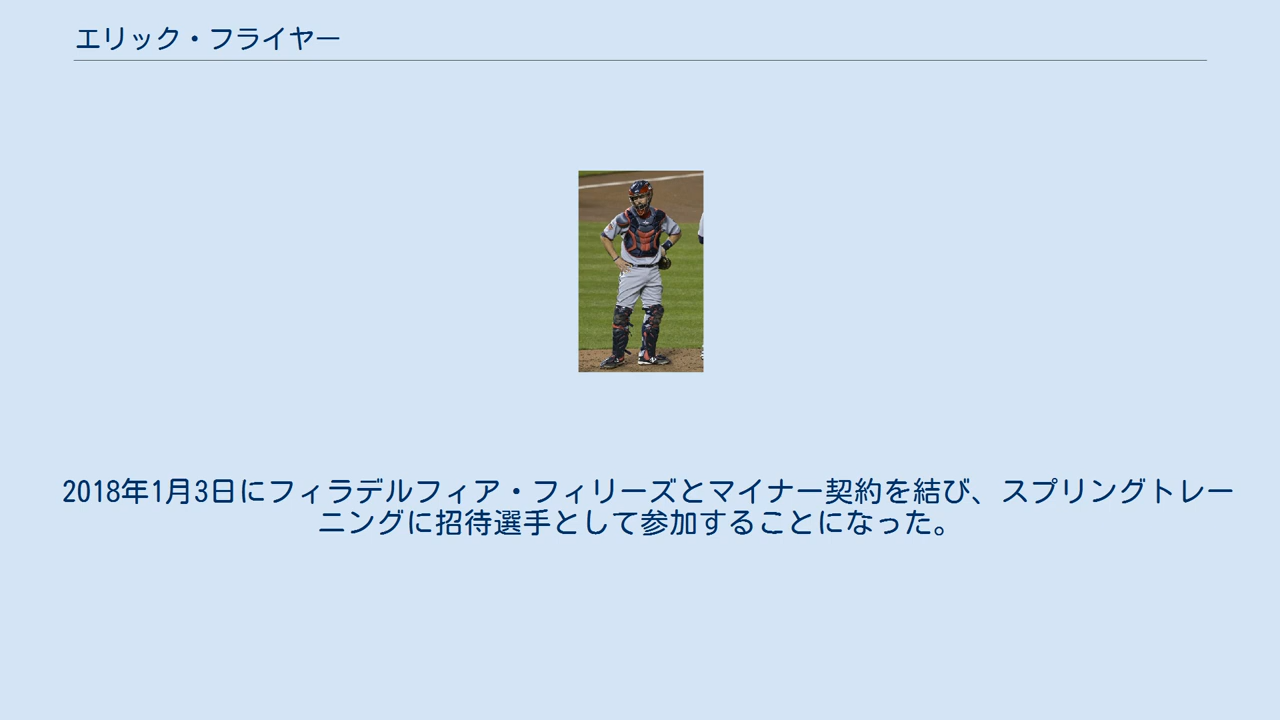 エリック・フライヤー
2018年1月3日にフィラデルフィア・フィリーズとマイナー契約を結び、スプリングトレー
ニングに招待選手として参加することになった。